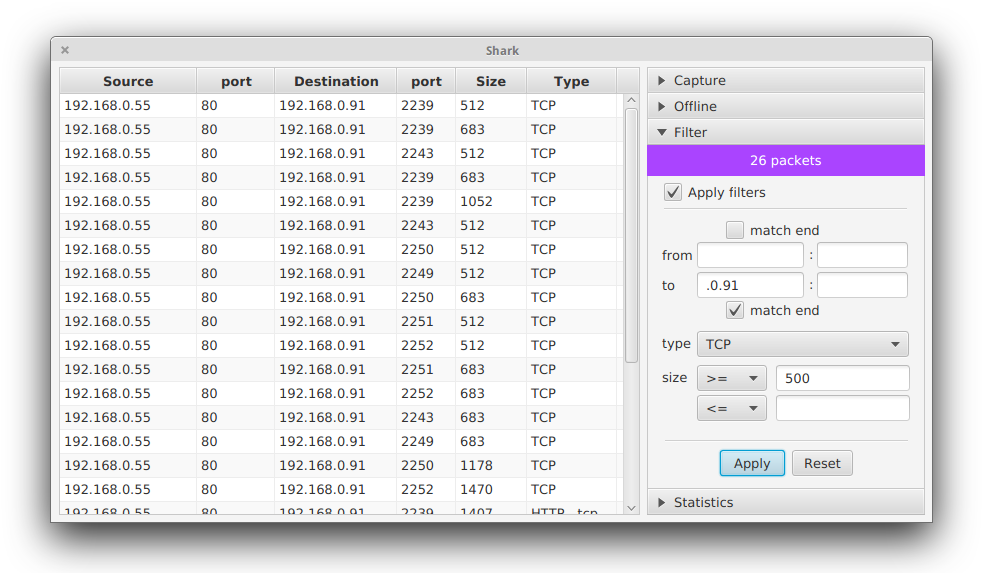 Shark
Source port Destination port Size Type
192.168.0.55 80 192.168.0.91 2239 512 TCP
192.168.0.55 80 192.168.0.91 2239 683 TCP
192.168.0.55 80 192.168.0.91 2243 512 TCP
192.168.0.55 80 192.168.0.91 2239 683 TCP
192.168.0.55 80 192.168.0.91 2239 1052 TCP
192.168.0.55 80 192.168.0.91 2243 512 TCP
192.168.0.55 80 192.168.0.91 2250 512 TCP
192.168.0.55 80 192.168.0.91 2249 512 TCP
192.168.0.55 80 192.168.0.91 2250 683 TCP
192.168.0.55 80 192.168.0.91 2251 512 TCP
192.168.0.55 80 192.168.0.91 2252 512 TCP
192.168.0.55 80 192.168.0.91 2251 683 TCP
192.168.0.55 80 192.168.0.91 2252 683 TCP
192.168.0.55 80 192.168.0.91 2243 683 TCP
192.168.0.55 80 192.168.0.91 2249 683 TCP
192.168.0.55 80 192.168.0.91 2250 1178 TCP
192.168.0.55 80 192.168.0.91 2252 1470 TCP
192.168.0.55 80 192.168.0.91 2239 1407 HTTP - tcp
Capture
Offline
Filter
26 packets
Apply filters
match end
from :
to .0.91 :
match end
type TCP
size >= 500
<=
Apply Reset
Statistics